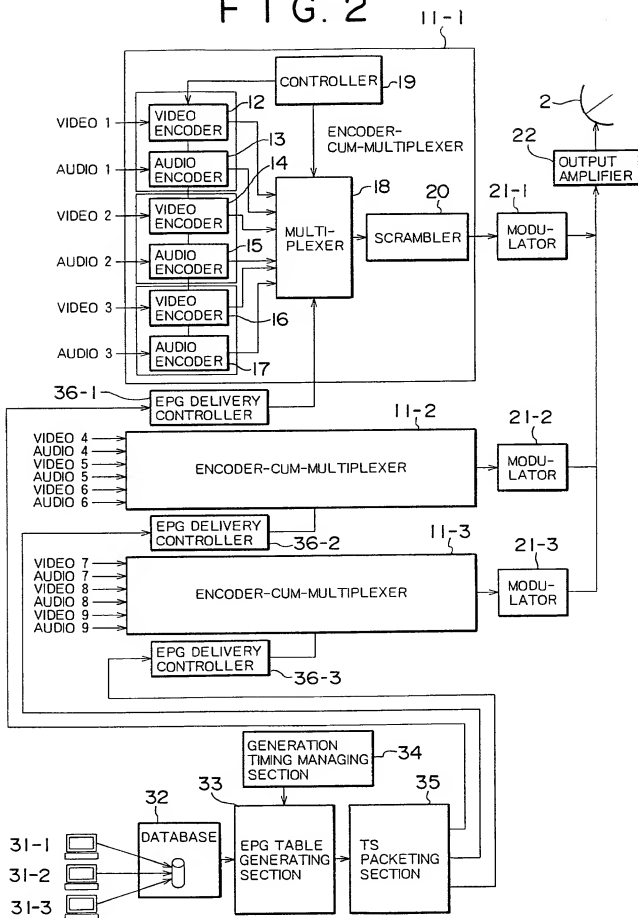 FIG. 2
11-1
CONTROLLER
19
12
VIDEO 1
VIDEO
ENCODER
13
AUDIO 1
AUDIO
ENCODER
14
VIDEO 2
VIDEO
ENCODER
15
AUDIO 2
AUDIO
ENCODER
VIDEO 3
VIDEO
ENCODER
16
AUDIO 3
AUDIO
ENCODER
17
ENCODER-
CUM-MULTIPLEXER
18
MULTI-
PLEXER
20
SCRAMBLER
21-1
MODU-
LATOR
2
22
OUTPUT
AMPLIFIER
36-1
EPG DELIVERY
CONTROLLER
11-2
VIDEO 4
AUDIO 4
VIDEO 5
AUDIO 5
VIDEO 6
AUDIO 6
ENCODER-CUM-MULTIPLEXER
21-2
MODU-
LATOR
EPG DELIVERY
CONTROLLER
36-2
11-3
VIDEO 7
AUDIO 7
VIDEO 8
AUDIO 8
VIDEO 9
AUDIO 9
ENCODER-CUM-MULTIPLEXER
21-3
MODU-
LATOR
EPG DELIVERY
CONTROLLER
36-3
GENERATION
TIMING MANAGING
SECTION
34
31-1
31-2
31-3
32
DATABASE
33
EPG TABLE
GENERATING
SECTION
35
TS
PACKETING
SECTION